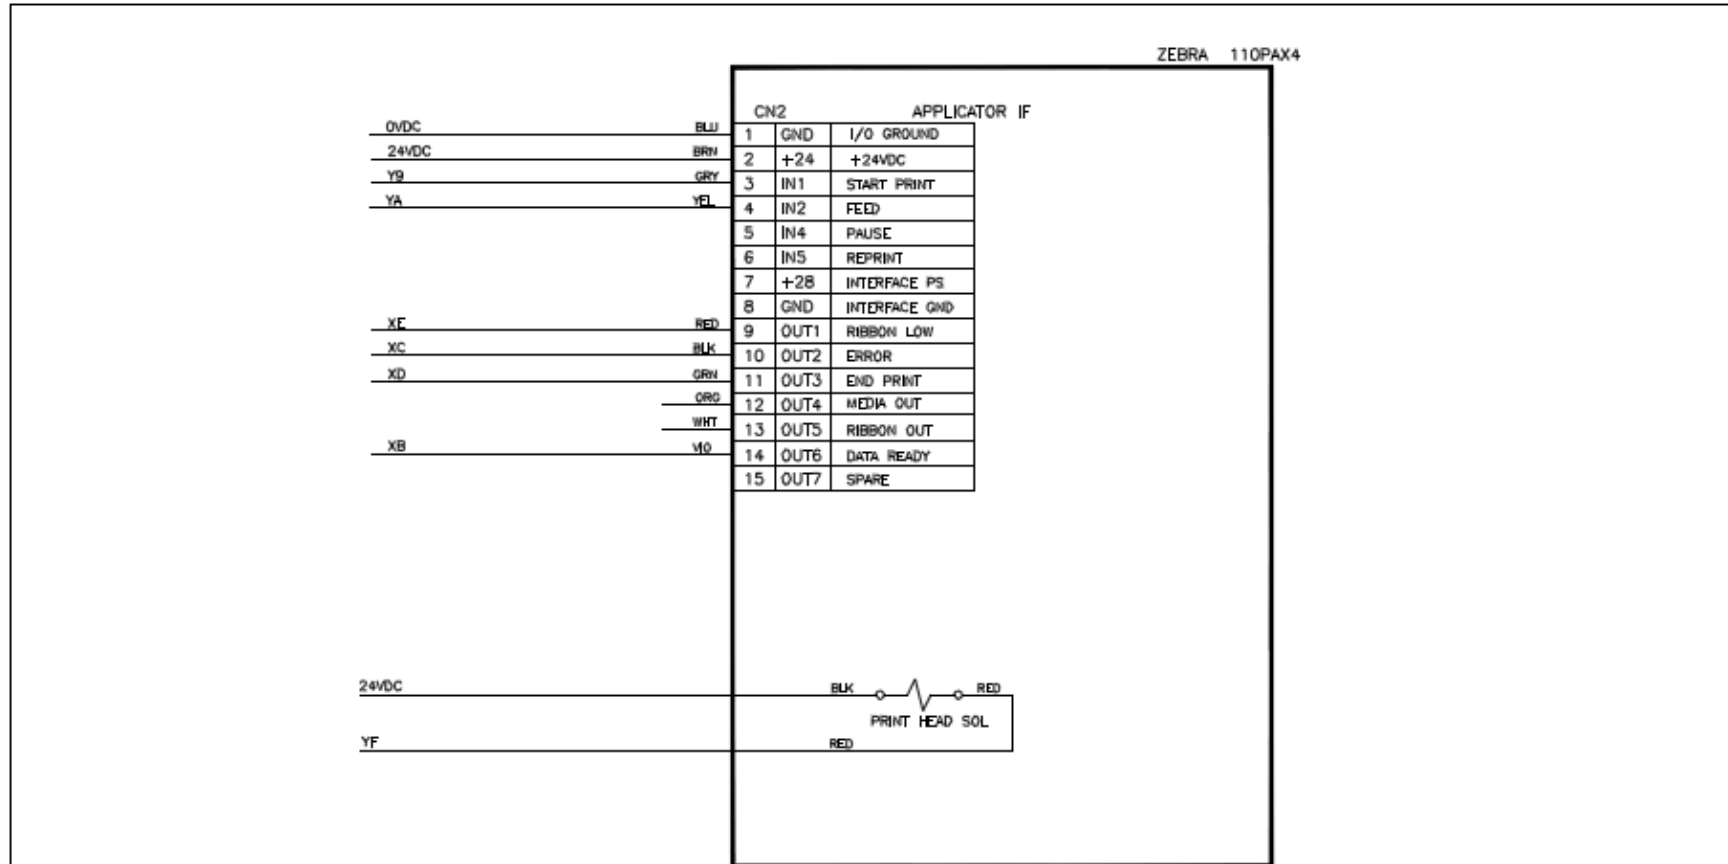 ZEBRA 110PAX4
CN2 APPLICATOR IF
0VDC BLU 1 GND I/O GROUND
24VDC BRN 2 +24 +24VDC
Y9 GRY 3 IN1 START PRINT
YA YEL 4 IN2 FEED
5 IN4 PAUSE
6 IN5 REPRINT
7 +28 INTERFACE PS
8 GND INTERFACE GND
XE RED 9 OUT1 RIBBON LOW
XC BLK 10 OUT2 ERROR
XD GRN 11 OUT3 END PRINT
ORG 12 OUT4 MEDIA OUT
WHT 13 OUT5 RIBBON OUT
XB VIO 14 OUT6 DATA READY
15 OUT7 SPARE
24VDC BLK RED
PRINT HEAD SOL
YF RED